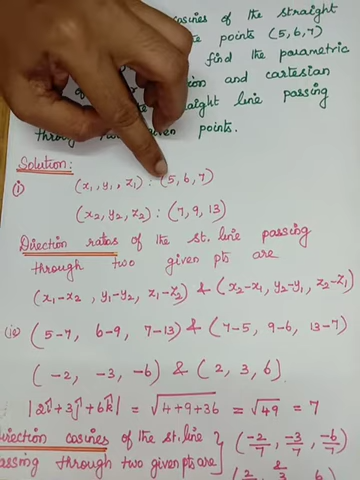 cosines of the straight
points (5,6,7)
find the parametric
and cartesian
straight line passing
through given points.
Solution:
(i) (x₁, y₁, z₁) : (5, 6, 7)
(x₂, y₂, z₂) : (7, 9, 13)
Direction ratos of the st. line passing
through two given pts are
(x₁-x₂ , y₁-y₂, z₁-z₂) & (x₂-x₁, y₂-y₁, z₂-z₁)
(ie) (5-7, 6-9, 7-13) & (7-5, 9-6, 13-7)
(-2, -3, -6) & (2, 3, 6)
|2î+3ĵ+6k̂| = √4+9+36 = √49 = 7
Direction cosines of the st. line } (-2/7, -3/7, -6/7)
passing through two given pts are